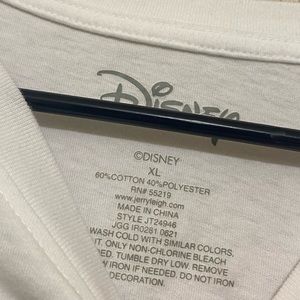 Disney
©DISNEY
XL
60%COTTON 40%POLYESTER
RN# 55219
www.jerryleigh.com
MADE IN CHINA
STYLE JT24946
JGG IR0281 0621
WASH COLD WITH SIMILAR COLORS,
ONLY NON-CHLORINE BLEACH
TUMBLE DRY LOW. REMOVE
IRON IF NEEDED. DO NOT IRON
DECORATION.